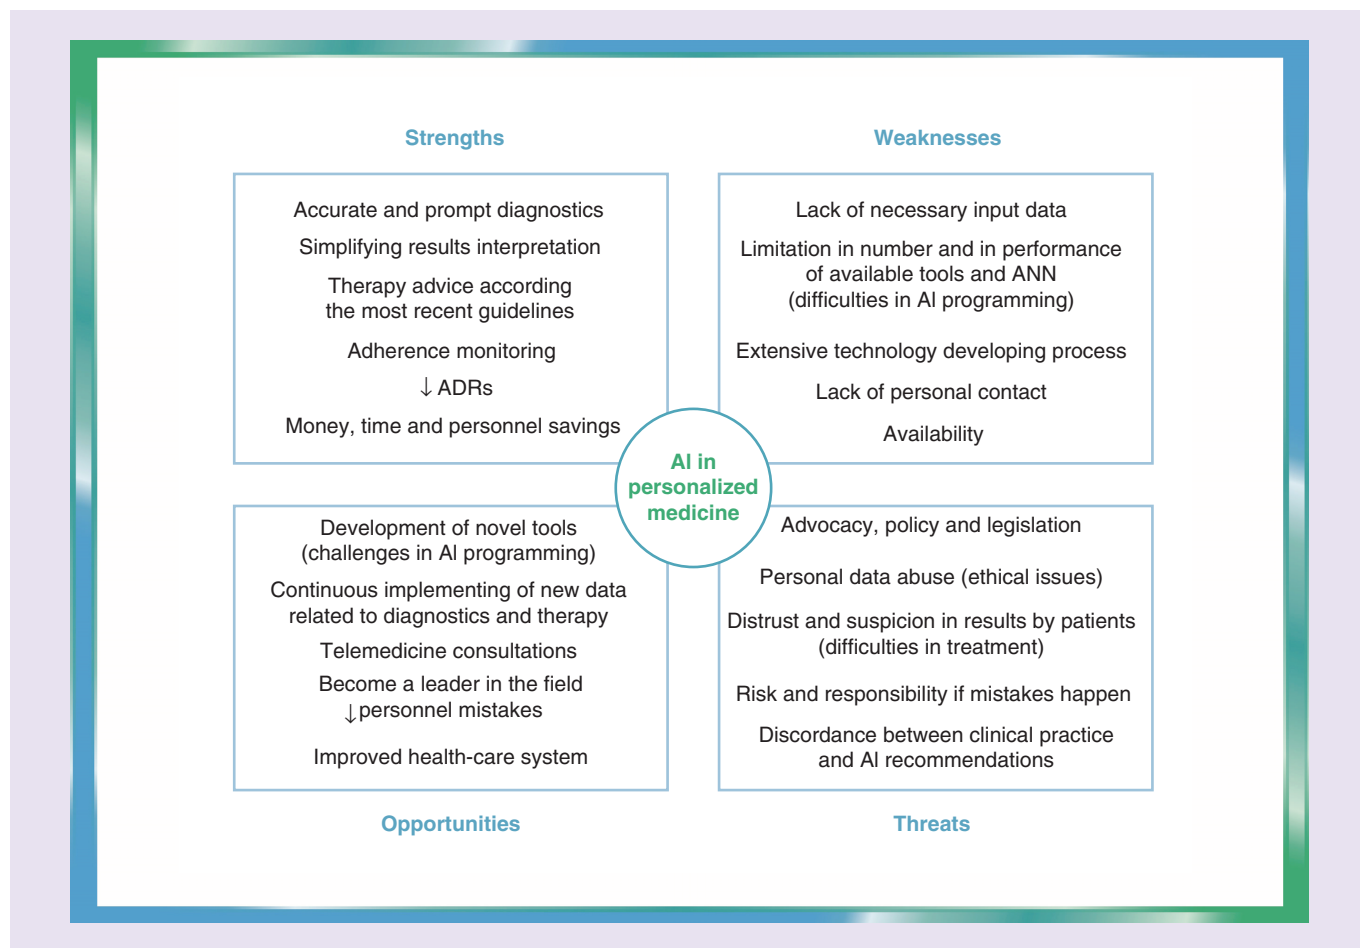 Strengths
Accurate and prompt diagnostics
Simplifying results interpretation
Therapy advice according
the most recent guidelines
Adherence monitoring
↓ ADRs
Money, time and personnel savings
Weaknesses
Lack of necessary input data
Limitation in number and in performance
of available tools and ANN
(difficulties in AI programming)
Extensive technology developing process
Lack of personal contact
Availability
AI in
personalized
medicine
Development of novel tools
(challenges in AI programming)
Continuous implementing of new data
related to diagnostics and therapy
Telemedicine consultations
Become a leader in the field
↓ personnel mistakes
Improved health-care system
Opportunities
Advocacy, policy and legislation
Personal data abuse (ethical issues)
Distrust and suspicion in results by patients
(difficulties in treatment)
Risk and responsibility if mistakes happen
Discordance between clinical practice
and AI recommendations
Threats